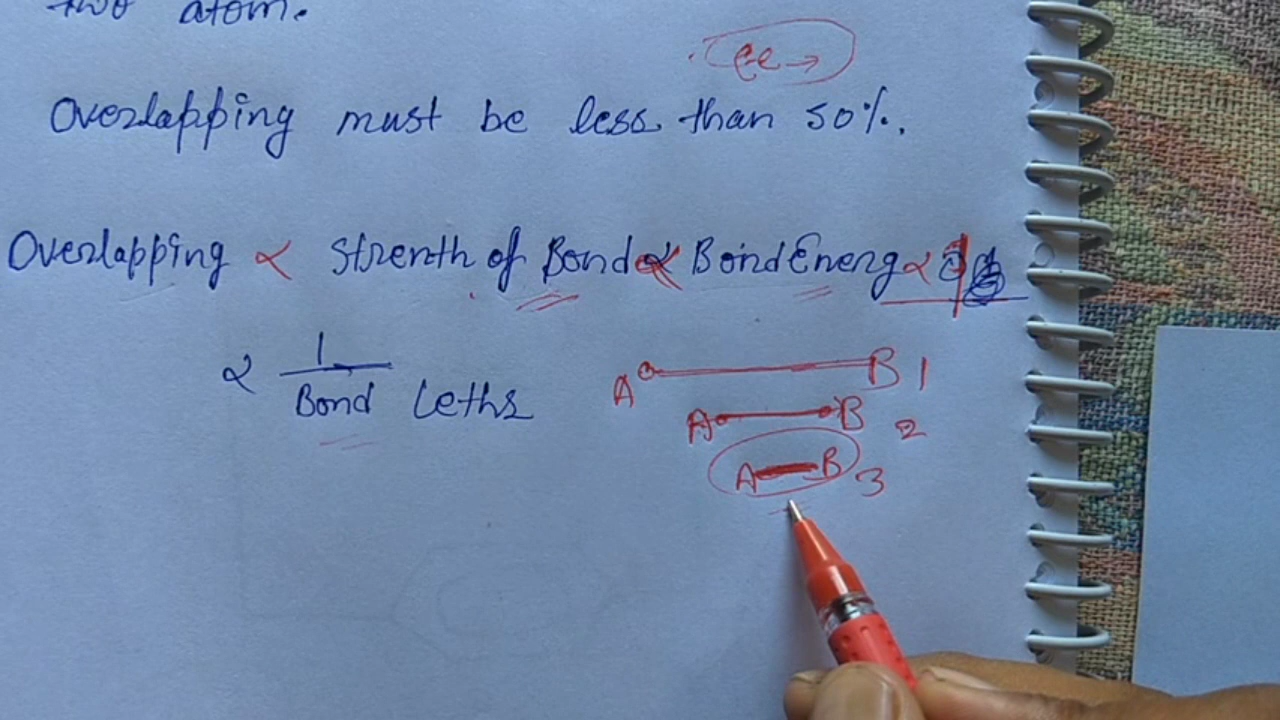 two atom.
Overlapping must be less than 50%.
Overlapping ∝ Strenth of Bond ∝ Bond Energ ∝
∝ 1
Bond Leths
A B 1
A B 2
A B 3